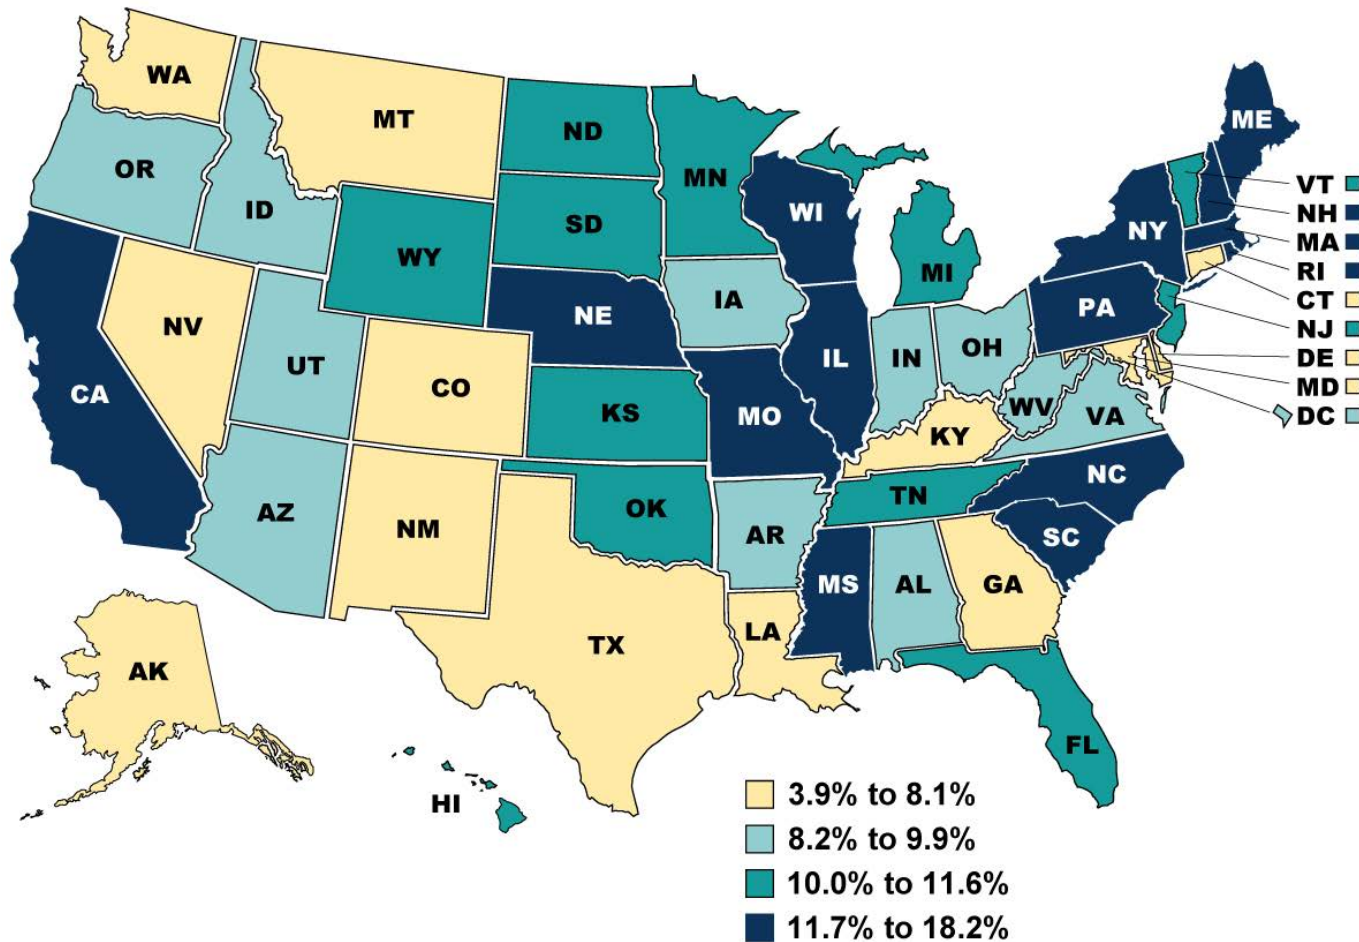 WA
MT
ME
ND
OR
MN
VT
ID
WI
NH
SD
NY
MA
WY
MI
RI
IA
CT
NE
PA
NV
NJ
OH
IN
IL
UT
DE
CO
CA
MD
WV
KS
VA
DC
MO
KY
NC
TN
OK
AZ
NM
AR
SC
MS
AL
GA
LA
TX
AK
FL
HI
3.9% to 8.1%
8.2% to 9.9%
10.0% to 11.6%
11.7% to 18.2%